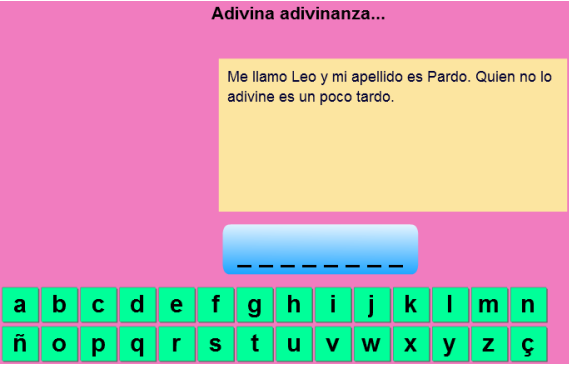 Adivina adivinanza...
Me llamo Leo y mi apellido es Pardo. Quien no lo
adivine es un poco tardo.
_ _ _ _ _ _ _ _
a b c d e f g h i j k l m n
ñ o p q r s t u v w x y z ç